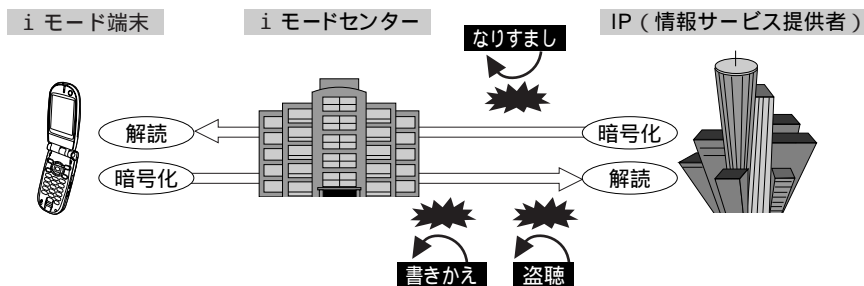 i モード端末
i モードセンター
IP(情報サービス提供者)
なりすまし
解読
暗号化
暗号化
解読
書きかえ
盗聴